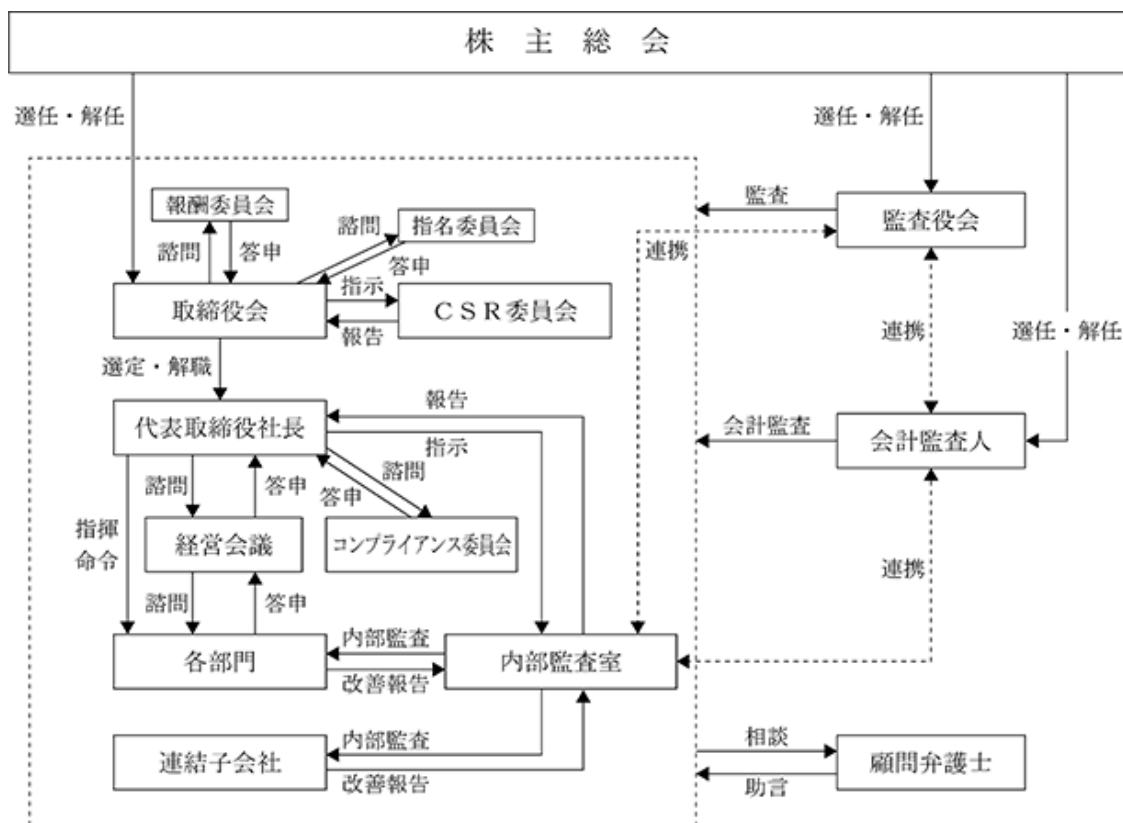 株主総会
選任・解任
選任・解任
報酬委員会
諮問
答申
諮問
指名委員会
答申
監査
監査役会
連携
取締役会
指示
報告
CSR委員会
連携
選任・解任
選定・解職
代表取締役社長
報告
指示
会計監査
会計監査人
諮問
答申
諮問
答申
指揮
命令
経営会議
コンプライアンス委員会
連携
諮問
答申
各部門
内部監査
改善報告
内部監査室
連結子会社
内部監査
改善報告
相談
助言
顧問弁護士